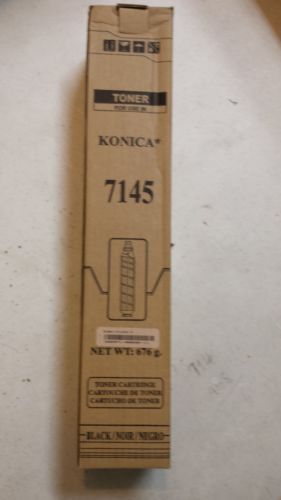 TONER
FOR USE IN
KONICA*
7145
NET WT: 676 g.
TONER CARTRIDGE
CARTOUCHE DE TONER
CARTUCHO DE TONER
BLACK/NOIR/NEGRO